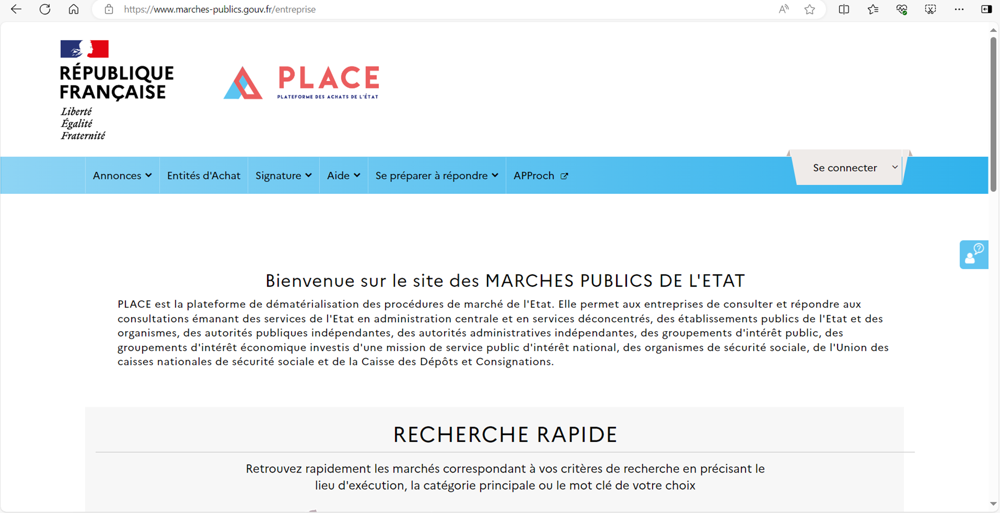 https://www.marches-publics.gouv.fr/entreprise
RÉPUBLIQUE
FRANÇAISE
Liberté
Égalité
Fraternité
PLACE
PLATEFORME DES ACHATS DE L'ÉTAT
Annonces Entités d'Achat Signature Aide Se préparer à répondre APProch Se connecter
Bienvenue sur le site des MARCHES PUBLICS DE L'ETAT
PLACE est la plateforme de dématérialisation des procédures de marché de l'Etat. Elle permet aux entreprises de consulter et répondre aux
consultations émanant des services de l'Etat en administration centrale et en services déconcentrés, des établissements publics de l'Etat et des
organismes, des autorités publiques indépendantes, des autorités administratives indépendantes, des groupements d'intérêt public, des
groupements d'intérêt économique investis d'une mission de service public d'intérêt national, des organismes de sécurité sociale, de l'Union des
caisses nationales de sécurité sociale et de la Caisse des Dépôts et Consignations.
RECHERCHE RAPIDE
Retrouvez rapidement les marchés correspondant à vos critères de recherche en précisant le
lieu d'exécution, la catégorie principale ou le mot clé de votre choix